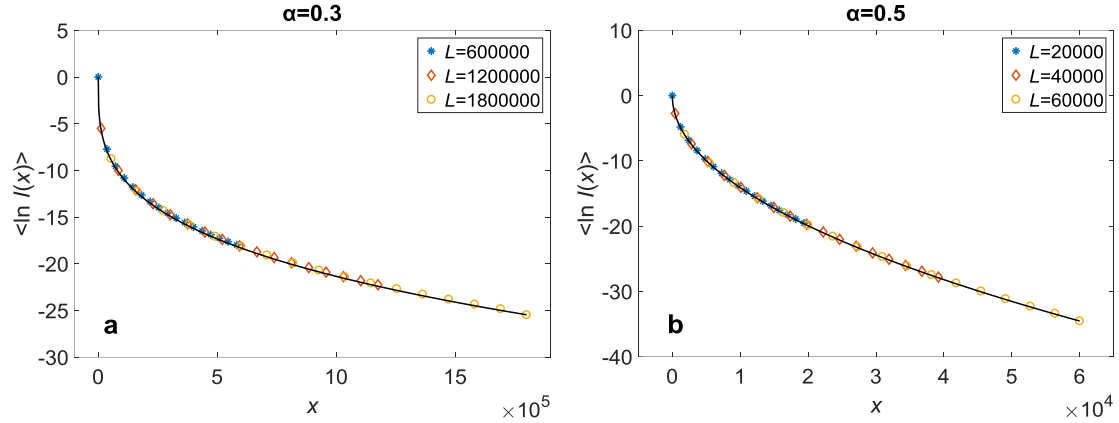 α=0.3
5
0
-5
-10
-15
-20
-25
-30
<ln I(x)>
0
5
10
15
x
×10^5
L=600000
L=1200000
L=1800000
a
α=0.5
10
0
-10
-20
-30
-40
<ln I(x)>
0
1
2
3
4
5
6
x
×10^4
L=20000
L=40000
L=60000
b